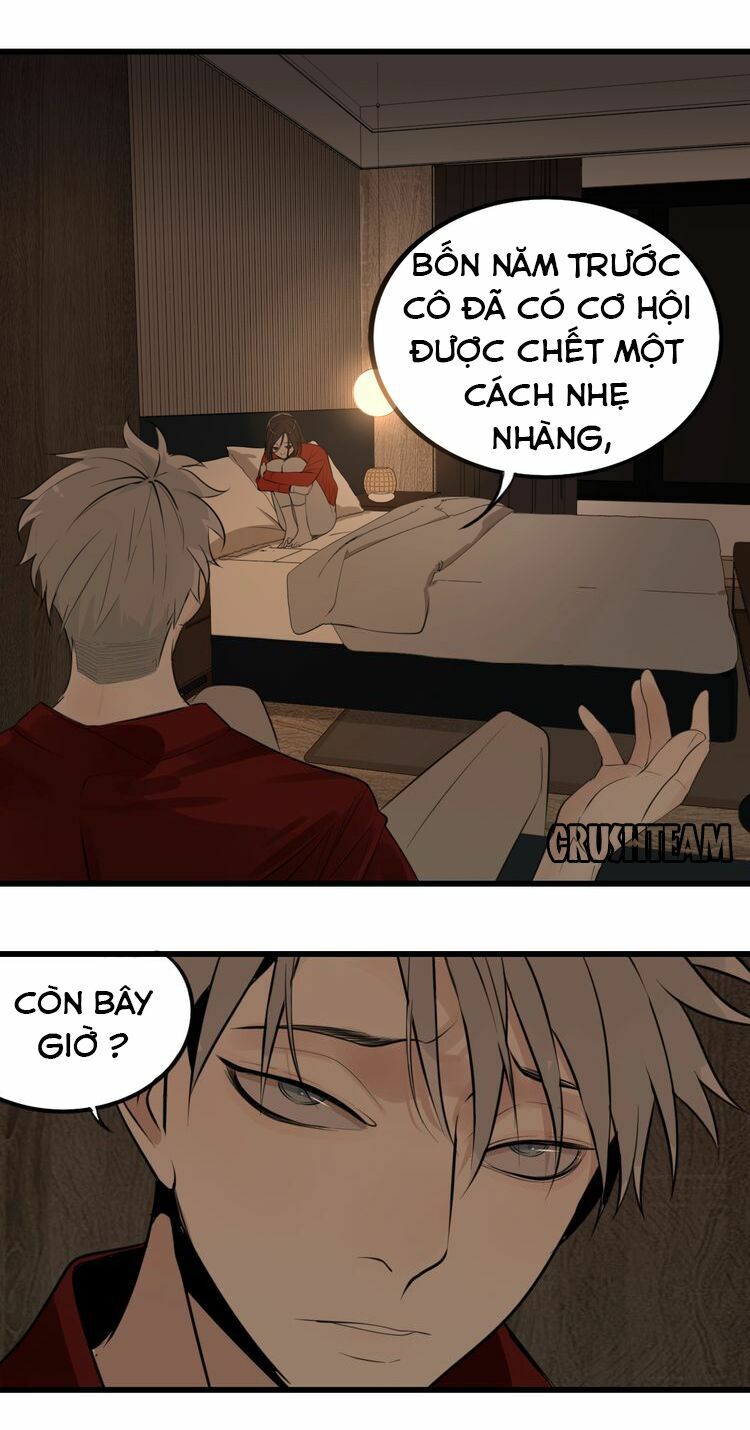 BỐN NĂM TRƯỚC
CÔ ĐÃ CÓ CƠ HỘI
ĐƯỢC CHẾT MỘT
CÁCH NHẸ
NHÀNG,
CRUSHTEAM
CÒN BÂY
GIỜ ?